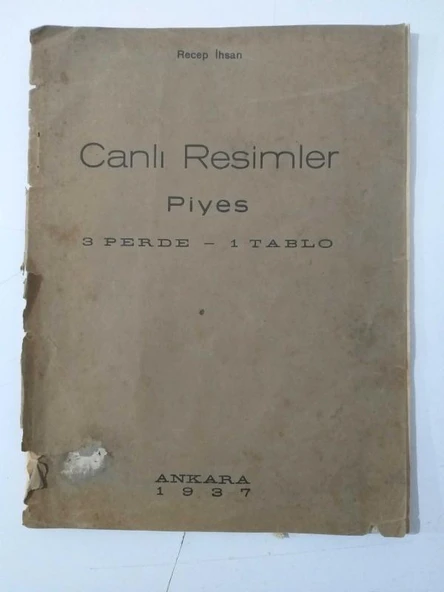 Recep İhsan
Canlı Resimler
Piyes
3 PERDE - 1 TABLO
ANKARA
1937